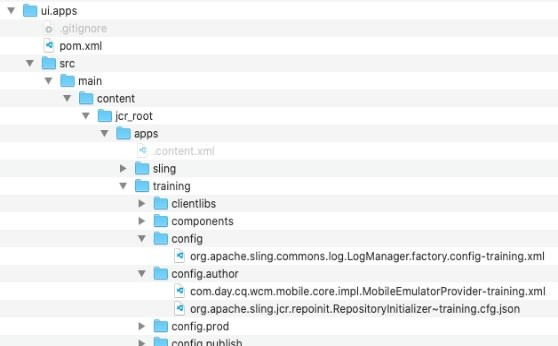 ui.apps
.gitignore
pom.xml
src
main
content
jcr_root
apps
.content.xml
sling
training
clientlibs
components
config
org.apache.sling.commons.log.LogManager.factory.config-training.xml
config.author
com.day.cq.wcm.mobile.core.impl.MobileEmulatorProvider-training.xml
org.apache.sling.jcr.repoinit.RepositoryInitializer~training.cfg.json
config.prod
config.publish